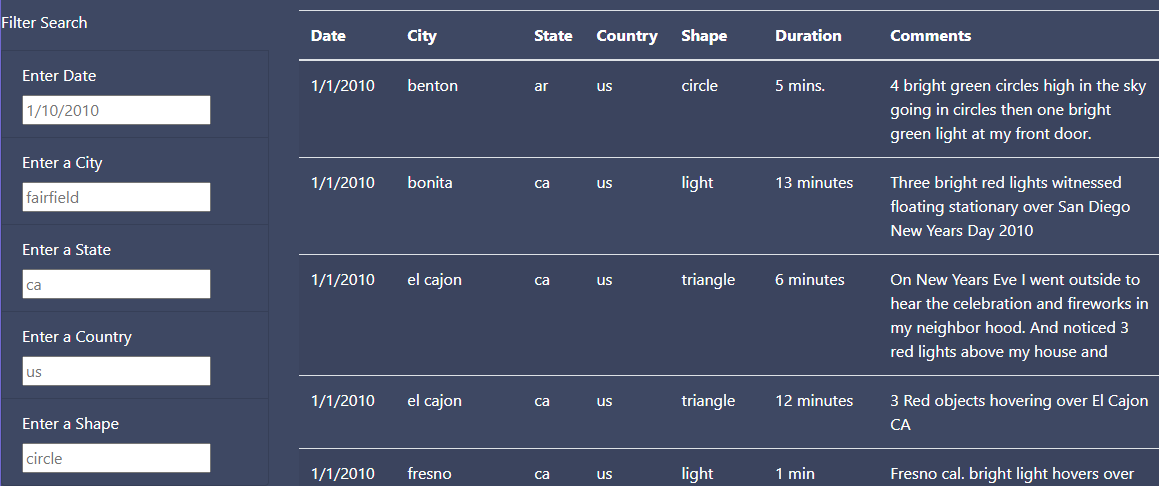 Filter Search
Enter Date
1/10/2010
Enter a City
fairfield
Enter a State
ca
Enter a Country
us
Enter a Shape
circle
Date City State Country Shape Duration Comments
1/1/2010 benton ar us circle 5 mins. 4 bright green circles high in the sky
going in circles then one bright
green light at my front door.
1/1/2010 bonita ca us light 13 minutes Three bright red lights witnessed
floating stationary over San Diego
New Years Day 2010
1/1/2010 el cajon ca us triangle 6 minutes On New Years Eve I went outside to
hear the celebration and fireworks in
my neighbor hood. And noticed 3
red lights above my house and
1/1/2010 el cajon ca us triangle 12 minutes 3 Red objects hovering over El Cajon
CA
1/1/2010 fresno ca us light 1 min Fresno cal. bright light hovers over